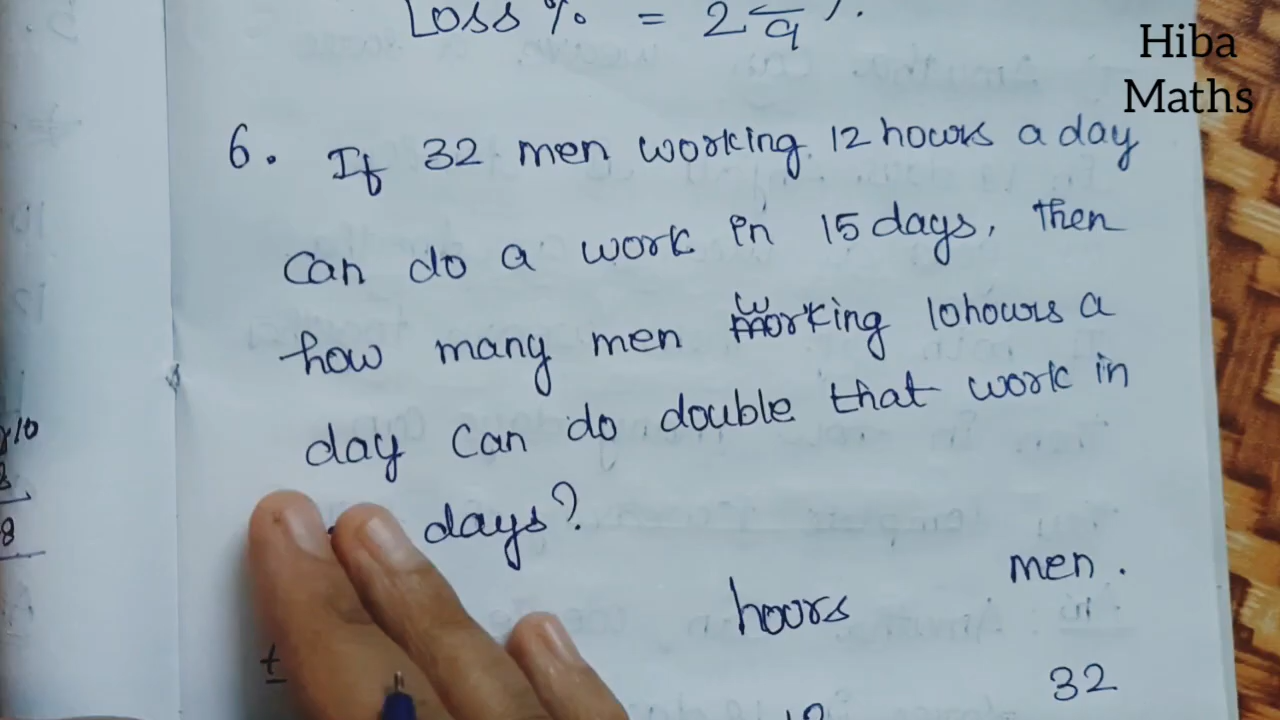 Loss % = 2
Hiba
Maths
6. If 32 men working 12 hours a day
can do a work in 15 days, then
how many men working 10 hours a
day can do double that work in
days?
men.
hours
32